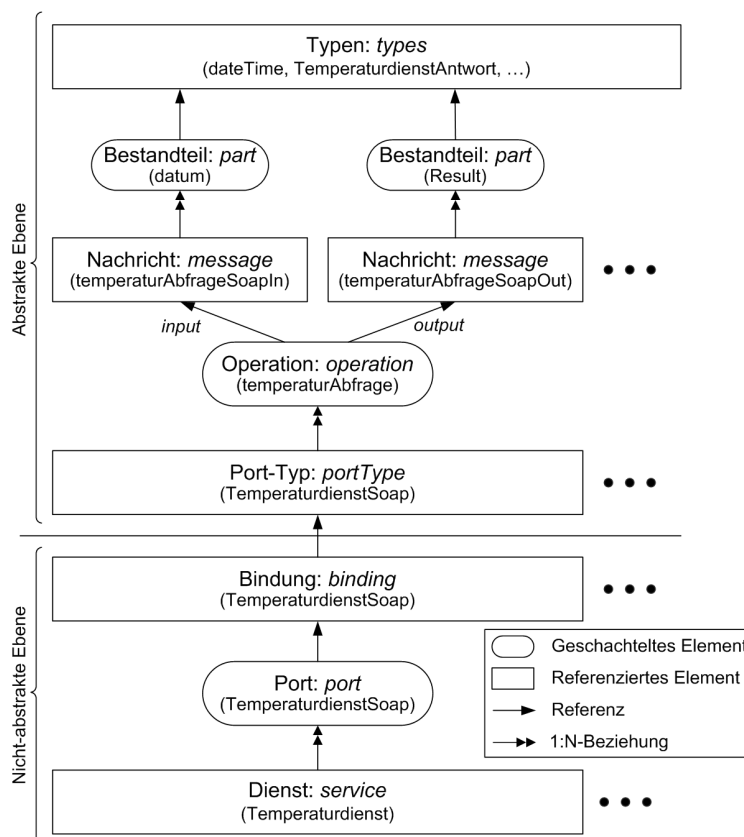 Typen: types
(dateTime, TemperaturdienstAntwort, …)
Bestandteil: part
(datum)
Bestandteil: part
(Result)
Nachricht: message
(temperaturAbfrageSoapIn)
Nachricht: message
(temperaturAbfrageSoapOut)
input
output
Operation: operation
(temperaturAbfrage)
Port-Typ: portType
(TemperaturdienstSoap)
Abstrakte Ebene
Bindung: binding
(TemperaturdienstSoap)
Port: port
(TemperaturdienstSoap)
Dienst: service
(Temperaturdienst)
Nicht-abstrakte Ebene
Geschachteltes Element
Referenziertes Element
Referenz
1:N-Beziehung